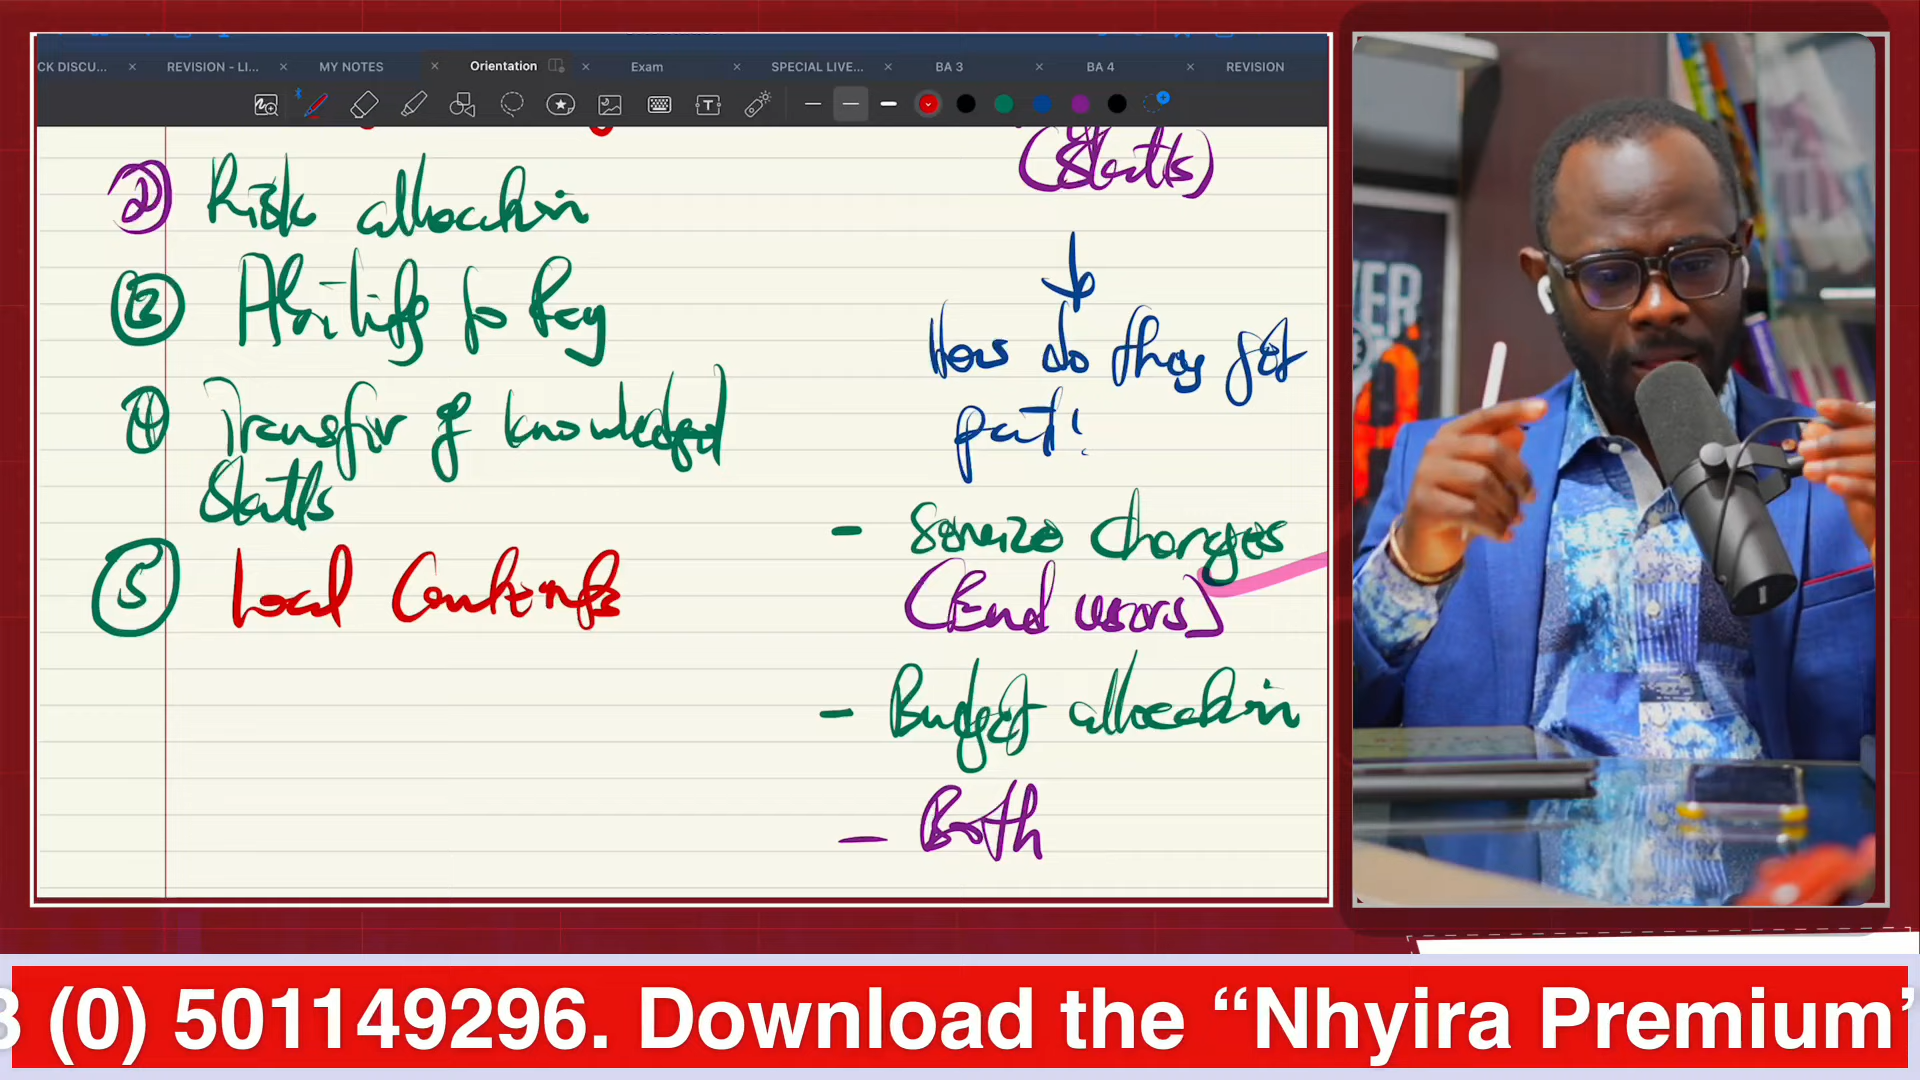 CK DISCU... REVISION - LI... MY NOTES Orientation Exam SPECIAL LIVE... BA 3 BA 4 REVISION
② Risk allocation
③ Ability to Pay
④ Transfer of knowledge
Skills
⑤ Local Contents
(Skills)
How do they get
paid?
- Service charges
(End users)
- Budget allocation
- Both
(0) 501149296. Download the “Nhyira Premium”